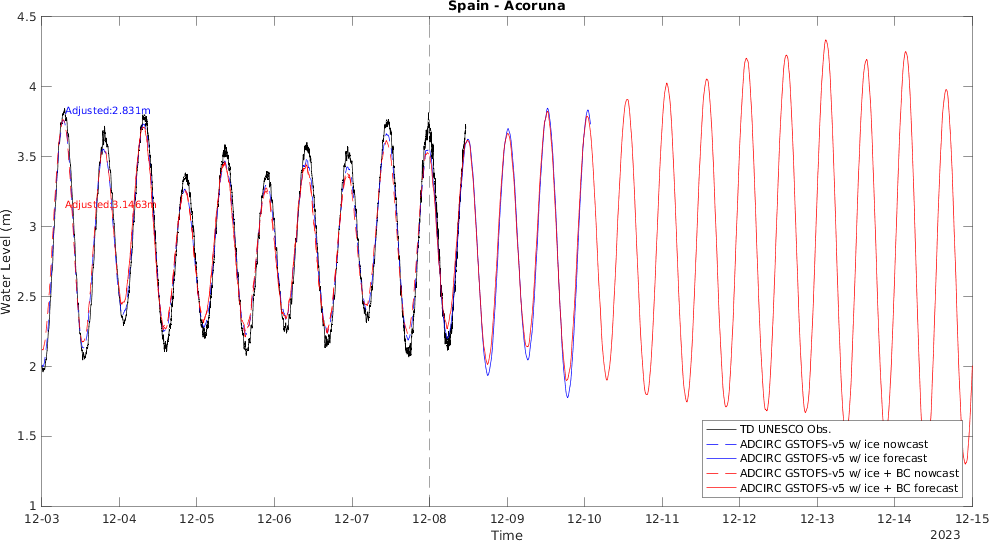 Spain - Acoruna
4.5
4
3.5
3
2.5
2
1.5
1
Water Level (m)
Adjusted:2.831m
Adjusted:3.1463m
TD UNESCO Obs.
ADCIRC GSTOFS-v5 w/ ice nowcast
ADCIRC GSTOFS-v5 w/ ice forecast
ADCIRC GSTOFS-v5 w/ ice + BC nowcast
ADCIRC GSTOFS-v5 w/ ice + BC forecast
12-03 12-04 12-05 12-06 12-07 12-08 12-09 12-10 12-11 12-12 12-13 12-14 12-15
Time
2023